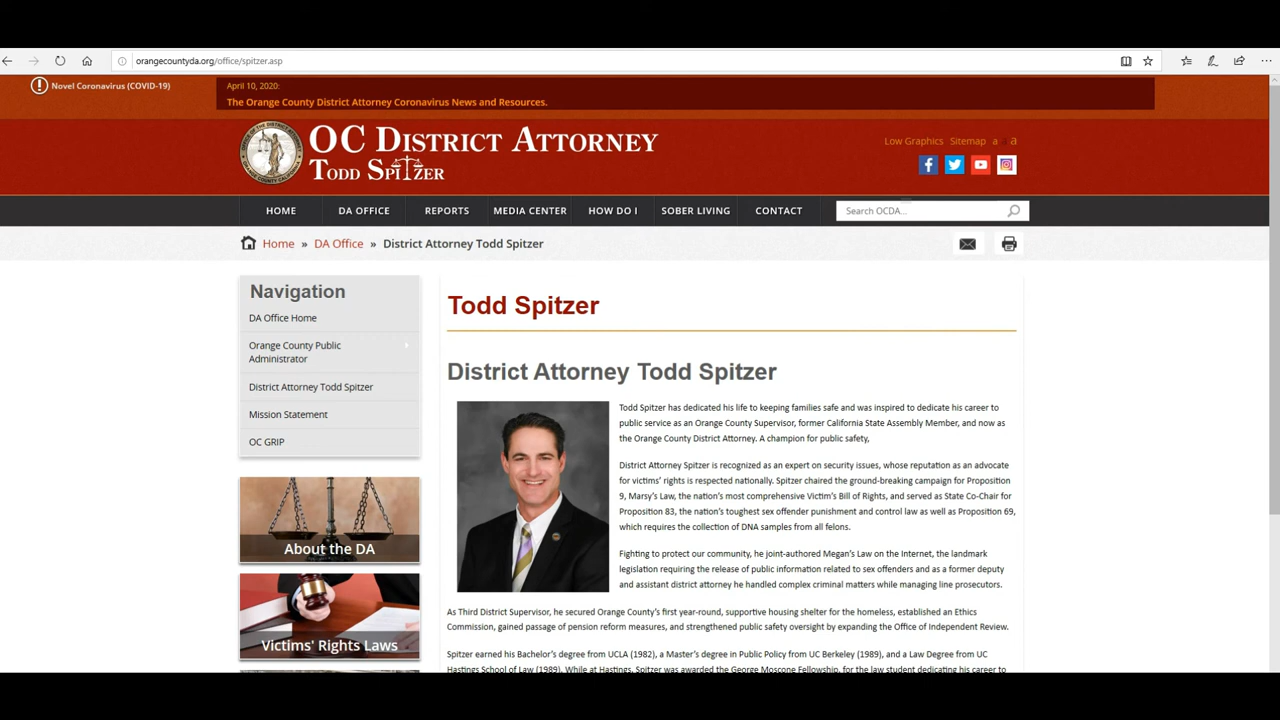 orangecountyda.org/office/spitzer.asp
Novel Coronavirus (COVID-19)
April 10, 2020:
The Orange County District Attorney Coronavirus News and Resources.
OC District Attorney
Todd Spitzer
Low Graphics Sitemap a a
HOME DA OFFICE REPORTS MEDIA CENTER HOW DO I SOBER LIVING CONTACT
Search OCDA...
Home » DA Office » District Attorney Todd Spitzer
Navigation
DA Office Home
Orange County Public
Administrator
District Attorney Todd Spitzer
Mission Statement
OC GRIP
About the DA
Victims' Rights Laws
Todd Spitzer
District Attorney Todd Spitzer
Todd Spitzer has dedicated his life to keeping families safe and was inspired to dedicate his career to
public service as an Orange County Supervisor, former California State Assembly Member, and now as
the Orange County District Attorney. A champion for public safety,
District Attorney Spitzer is recognized as an expert on security issues, whose reputation as an advocate
for victims' rights is respected nationally. Spitzer chaired the ground-breaking campaign for Proposition
9, Marsy's Law, the nation's most comprehensive Victim's Bill of Rights, and served as State Co-Chair for
Proposition 83, the nation's toughest sex offender punishment and control law as well as Proposition 69,
which requires the collection of DNA samples from all felons.
Fighting to protect our community, he joint-authored Megan's Law on the Internet, the landmark
legislation requiring the release of public information related to sex offenders and as a former deputy
and assistant district attorney he handled complex criminal matters while managing line prosecutors.
As Third District Supervisor, he secured Orange County's first year-round, supportive housing shelter for the homeless, established an Ethics
Commission, gained passage of pension reform measures, and strengthened public safety oversight by expanding the Office of Independent Review.
Spitzer earned his Bachelor's degree from UCLA (1982), a Master's degree in Public Policy from UC Berkeley (1989), and a Law Degree from UC
Hastings School of Law (1989). While at Hastings, Spitzer was awarded the George Moscone Fellowship, for the law student dedicating his career to